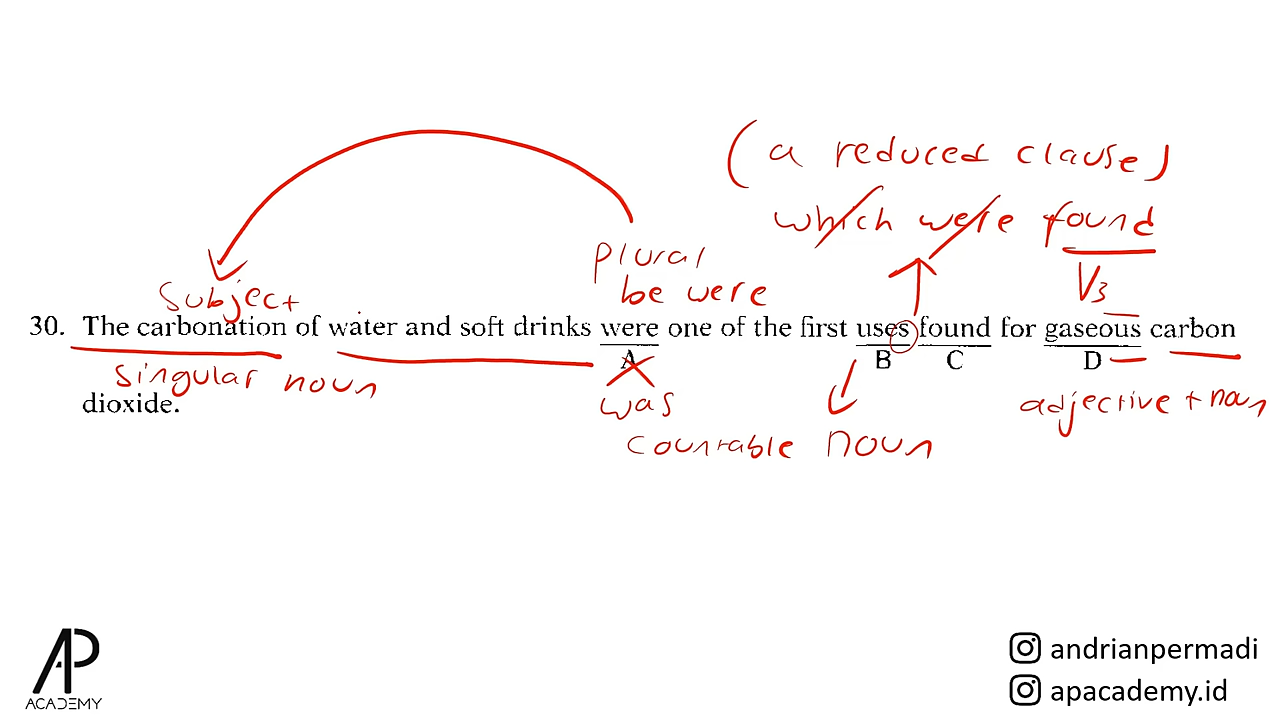 (a reduced clause)
which were found
plural
V3
be were
subject
30. The carbonation of water and soft drinks were one of the first uses found for gaseous carbon
A B C D
singular noun
was
adjective + noun
dioxide.
countable noun
AP
ACADEMY
andrianpermadi
apacademy.id